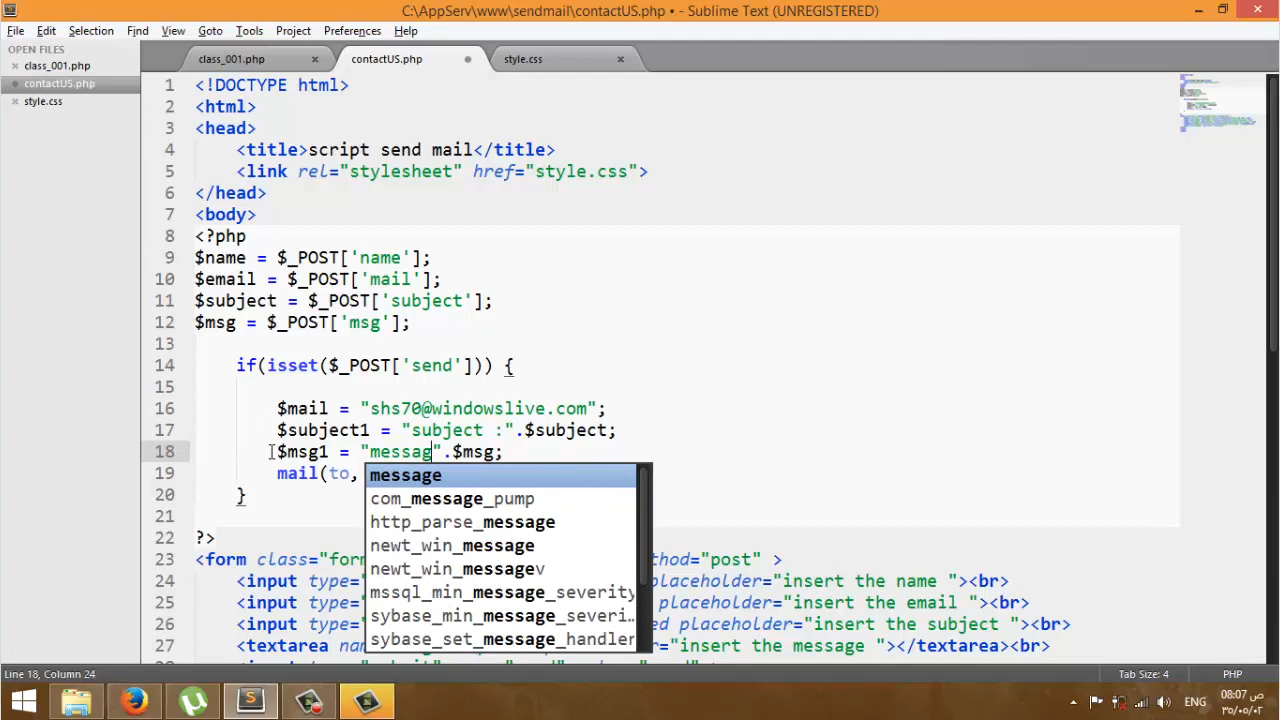 C:\AppServ\www\sendmail\contactUS.php • - Sublime Text (UNREGISTERED)
File Edit Selection Find View Goto Tools Project Preferences Help
OPEN FILES
class_001.php
contactUS.php
style.css
class_001.php contactUS.php style.css
1 <!DOCTYPE html>
2 <html>
3 <head>
4 <title>script send mail</title>
5 <link rel="stylesheet" href="style.css">
6 </head>
7 <body>
8 <?php
9 $name = $_POST['name'];
10 $email = $_POST['mail'];
11 $subject = $_POST['subject'];
12 $msg = $_POST['msg'];
13
14 if(isset($_POST['send'])) {
15
16 $mail = "shs70@windowslive.com";
17 $subject1 = "subject :".$subject;
18 $msg1 = "messag".$msg;
19 mail(to,
20 }
21
22 ?>
message
com_message_pump
http_parse_message
newt_win_message
newt_win_messagev
mssql_min_message_severity
sybase_min_message_severi...
sybase_set_message_handler
23 <form class="for thod="post" >
24 <input type= placeholder="insert the name "><br>
25 <input type= placeholder="insert the email "><br>
26 <input type= ed placeholder="insert the subject "><br>
27 <textarea na ="insert the message "></textarea><br>
Line 18, Column 24 Tab Size: 4 PHP
ENG
08:07 ص
٣٥/٠٥/٠٢